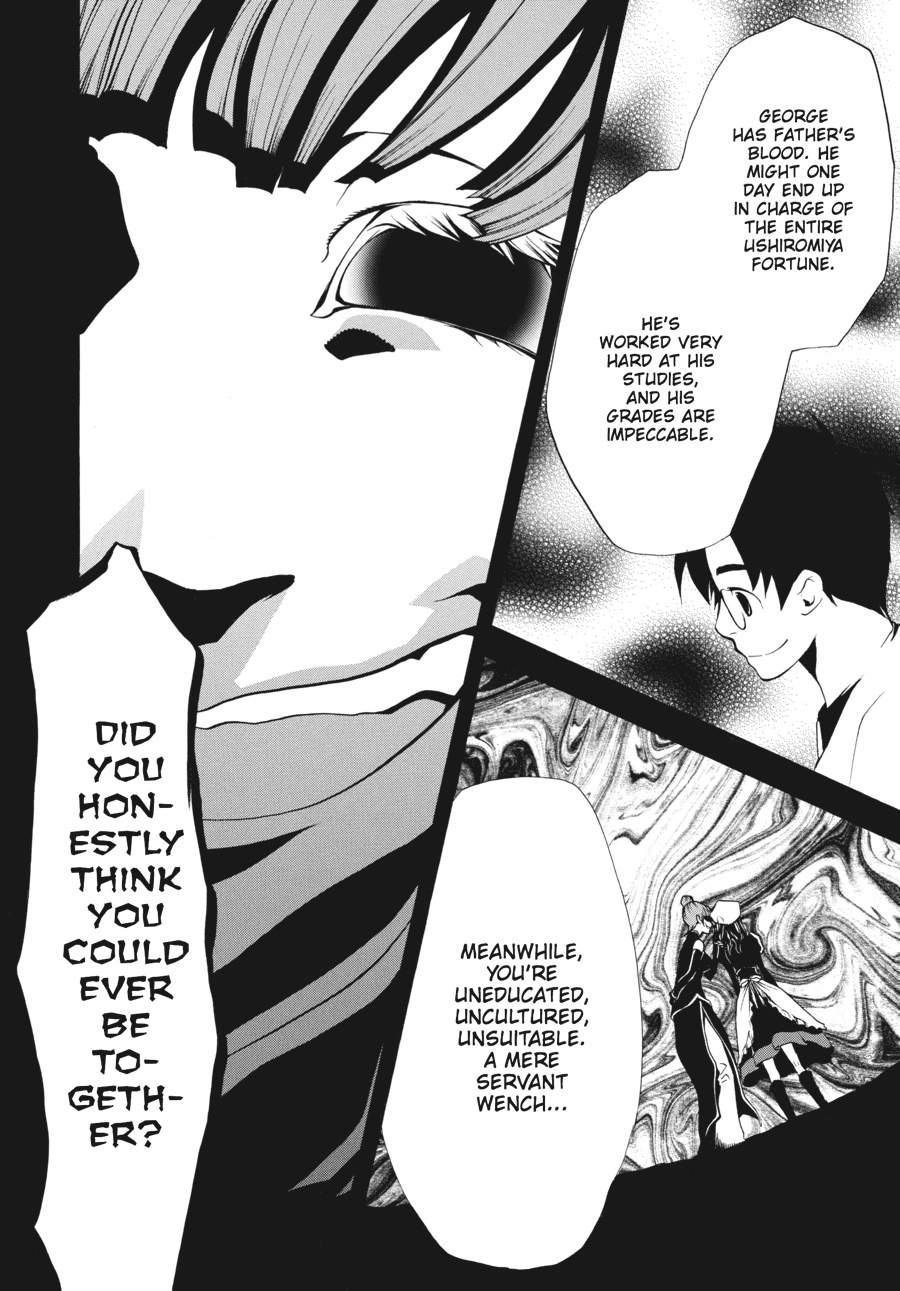 GEORGE
HAS FATHER'S
BLOOD. HE
MIGHT ONE
DAY END UP
IN CHARGE OF
THE ENTIRE
USHIROMIYA
FORTUNE.
HE'S
WORKED VERY
HARD AT HIS
STUDIES,
AND HIS
GRADES ARE
IMPECCABLE.
MEANWHILE,
YOU'RE
UNEDUCATED,
UNCULTURED,
UNSUITABLE.
A MERE
SERVANT
WENCH...
DID
YOU
HON-
ESTLY
THINK
YOU
COULD
EVER
BE
TO-
GETH-
ER?